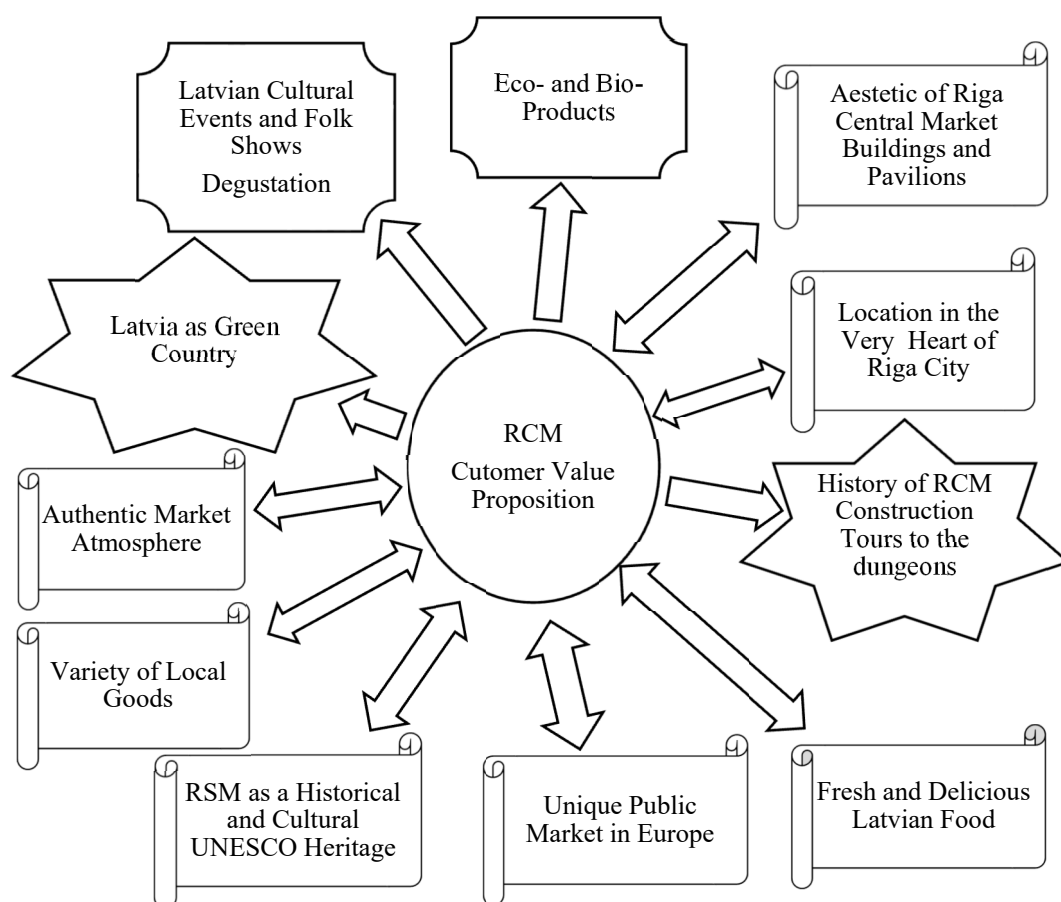 Latvian Cultural
Events and Folk
Shows
Degustation
Eco- and Bio-
Products
Aestetic of Riga
Central Market
Buildings and
Pavilions
Latvia as Green
Country
Location in the
Very Heart of
Riga City
RCM
Cutomer Value
Proposition
Authentic Market
Atmosphere
History of RCM
Construction
Tours to the
dungeons
Variety of Local
Goods
RSM as a Historical
and Cultural
UNESCO Heritage
Unique Public
Market in Europe
Fresh and Delicious
Latvian Food